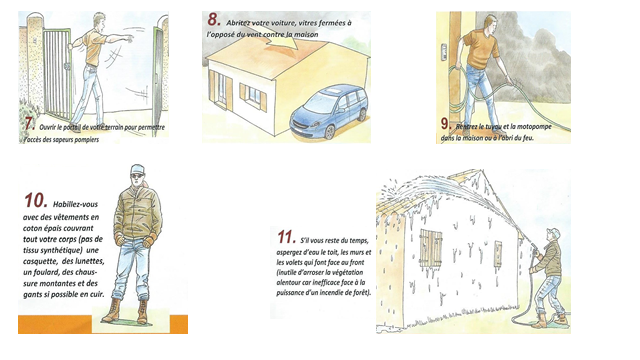 8. Abritez votre voiture, vitres fermées à
l'opposé du vent contre la maison
7. Ouvrir le portail de votre terrain pour permettre
l'accès des sapeurs pompiers
9. Rentrez le tuyau et la motopompe
dans la maison ou à l'abri du feu.
10. Habillez-vous
avec des vêtements en
coton épais couvrant
tout votre corps (pas de
tissu synthétique) une
casquette, des lunettes,
un foulard, des chaus-
sure montantes et des
gants si possible en cuir.
11. S'il vous reste du temps,
aspergez d'eau le toit, les murs et
les volets qui font face au front
(inutile d'arroser la végétation
alentour car inefficace face à la
puissance d'un incendie de forêt).